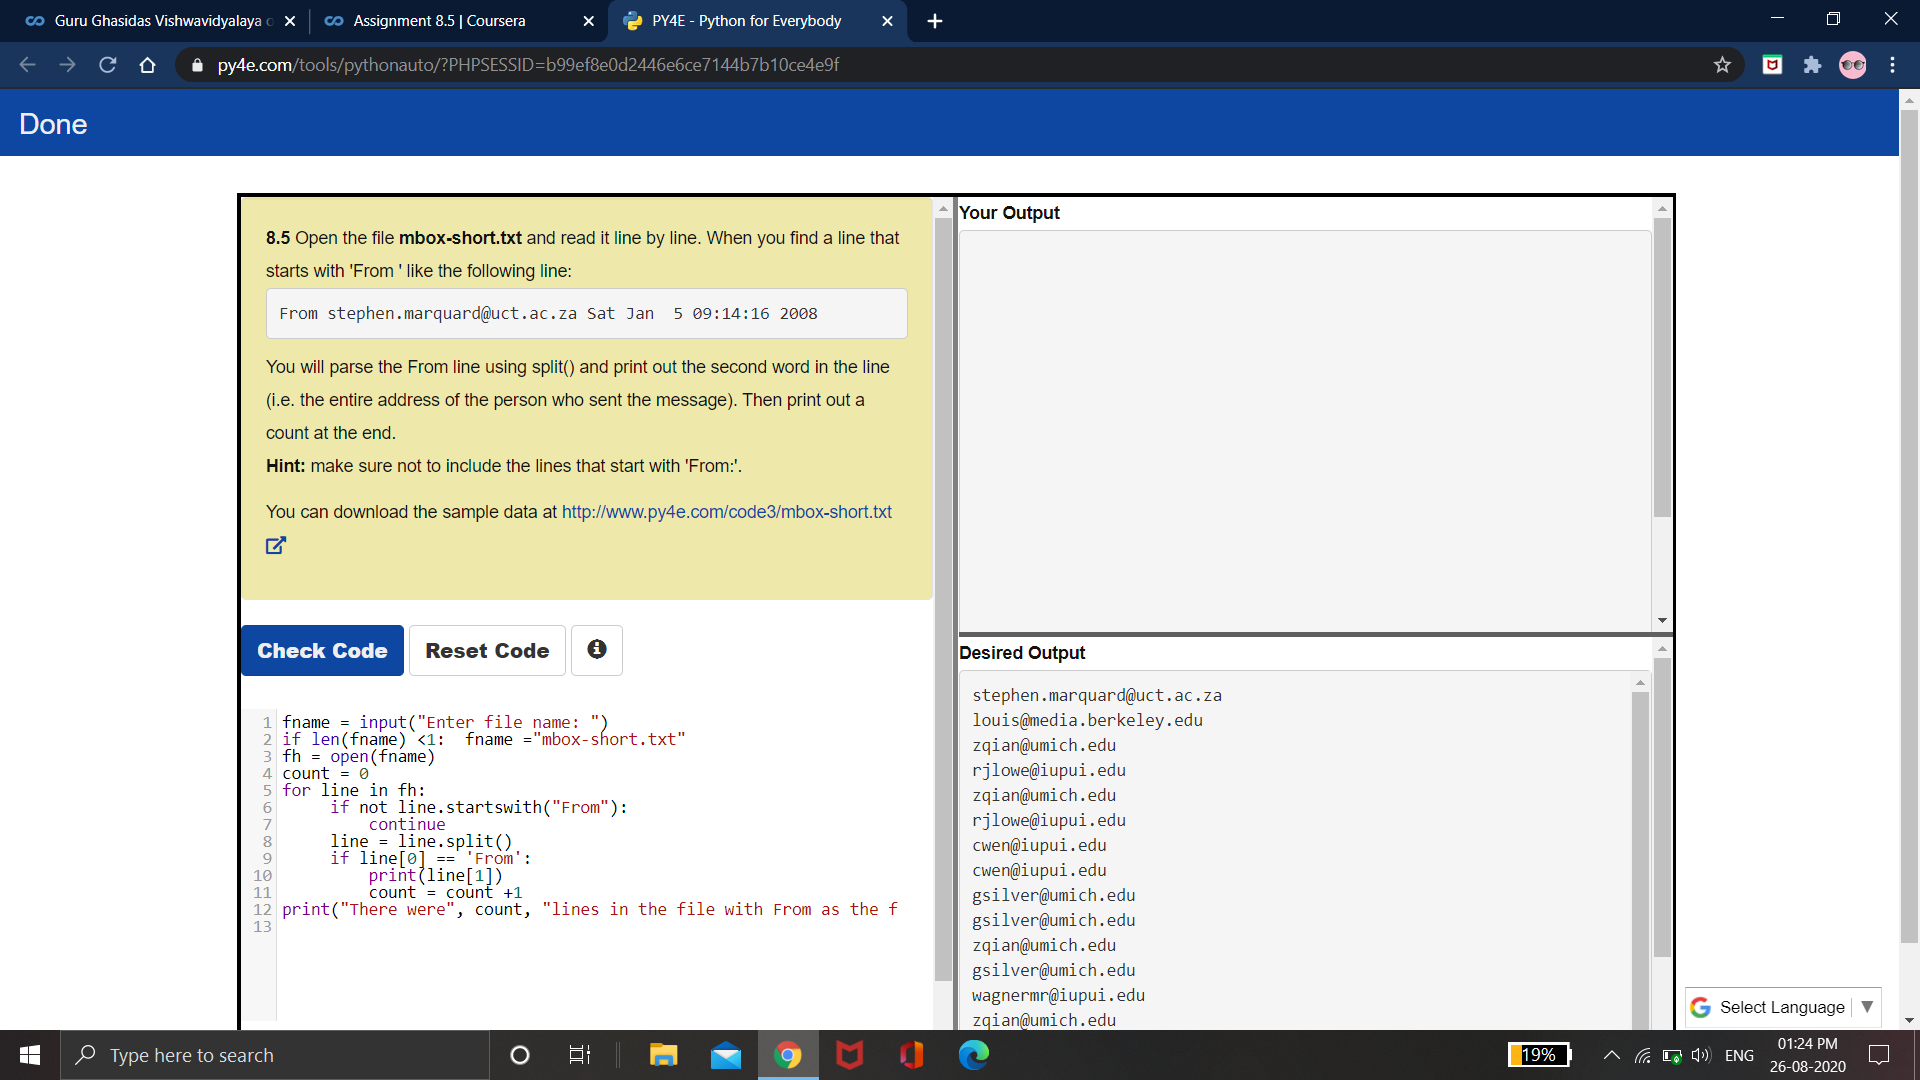 Guru Ghasidas Vishwavidyalaya
Assignment 8.5 | Coursera
PY4E - Python for Everybody
py4e.com/tools/pythonauto/?PHPSESSID=b99ef8e0d2446e6ce7144b7b10ce4e9f
Done
8.5 Open the file mbox-short.txt and read it line by line. When you find a line that
starts with 'From ' like the following line:
From stephen.marquard@uct.ac.za Sat Jan  5 09:14:16 2008
You will parse the From line using split() and print out the second word in the line
(i.e. the entire address of the person who sent the message). Then print out a
count at the end.
Hint: make sure not to include the lines that start with 'From:'.
You can download the sample data at http://www.py4e.com/code3/mbox-short.txt
Check Code
Reset Code
1 fname = input("Enter file name: ")
2 if len(fname) <1:  fname ="mbox-short.txt"
3 fh = open(fname)
4 count = 0
5 for line in fh:
6      if not line.startswith("From"):
7          continue
8      line = line.split()
9      if line[0] == 'From':
10          print(line[1])
11          count = count +1
12 print("There were", count, "lines in the file with From as the f
13
Your Output
Desired Output
stephen.marquard@uct.ac.za
louis@media.berkeley.edu
zqian@umich.edu
rjlowe@iupui.edu
zqian@umich.edu
rjlowe@iupui.edu
cwen@iupui.edu
cwen@iupui.edu
gsilver@umich.edu
gsilver@umich.edu
zqian@umich.edu
gsilver@umich.edu
wagnermr@iupui.edu
zqian@umich.edu
G Select Language ▼
Type here to search
19%
ENG
01:24 PM
26-08-2020